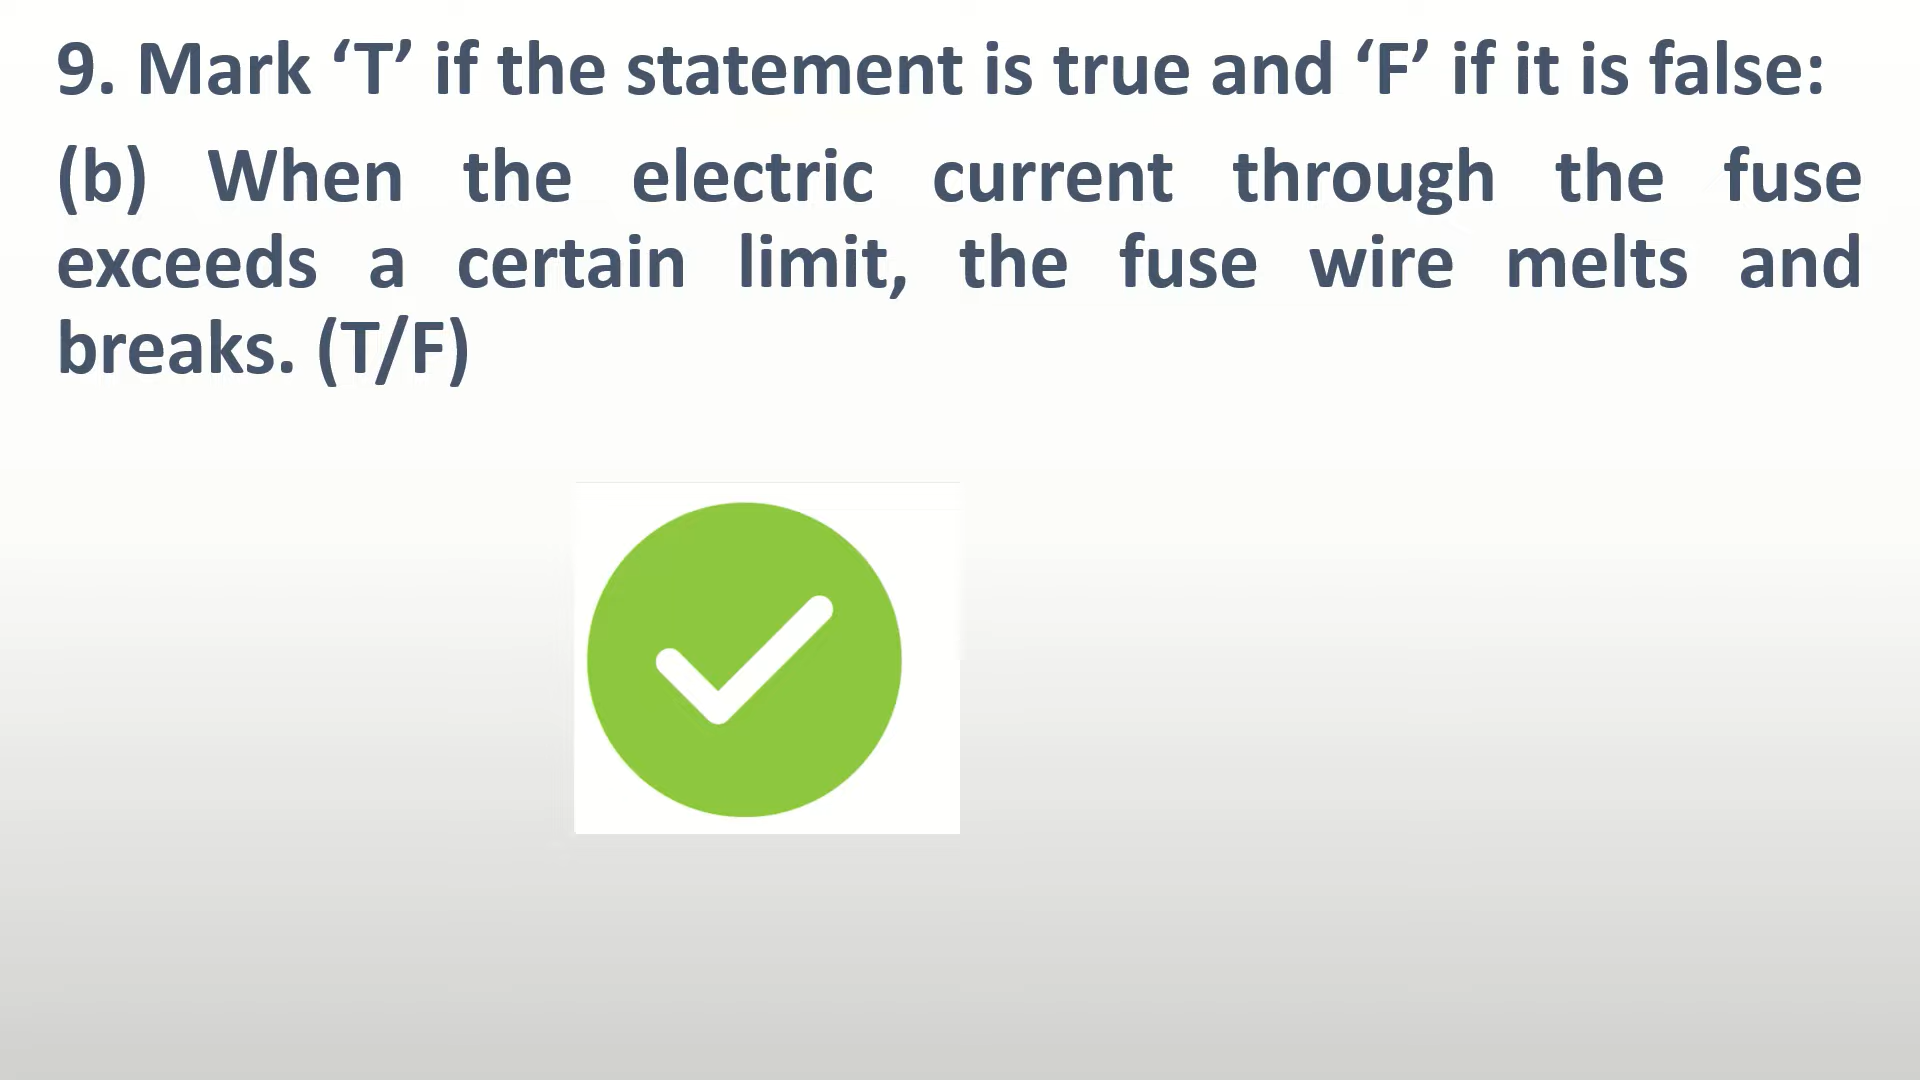 9. Mark ‘T’ if the statement is true and ‘F’ if it is false:
(b) When the electric current through the fuse
exceeds a certain limit, the fuse wire melts and
breaks. (T/F)